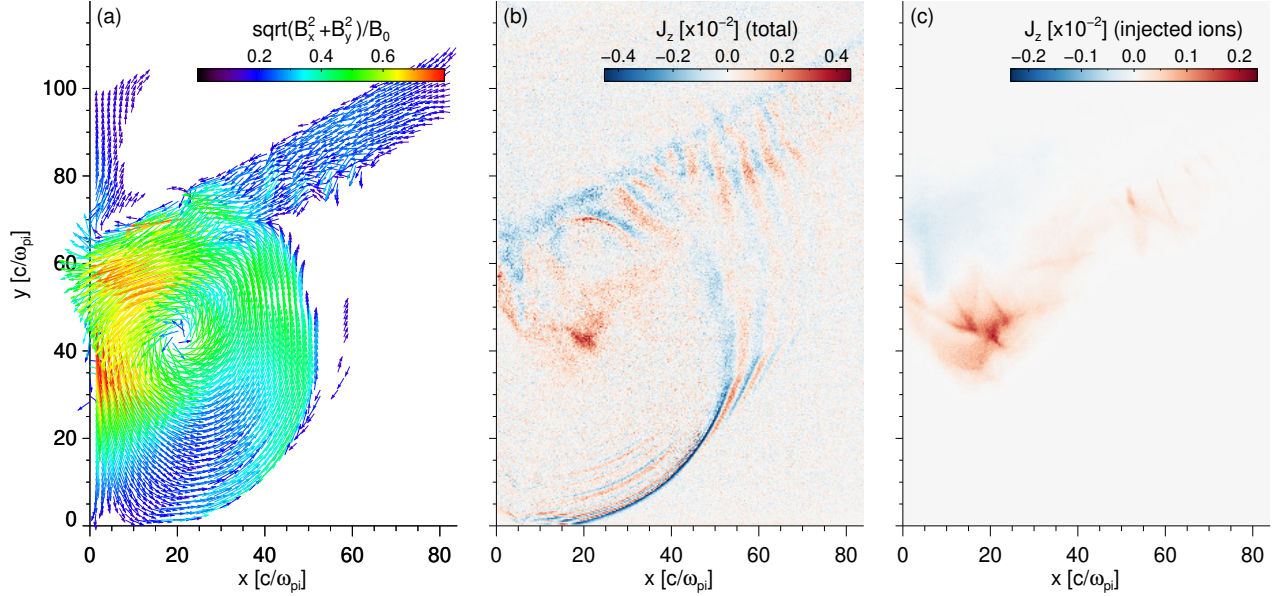 (a)
sqrt(B_x^2+B_y^2)/B_0
0.2 0.4 0.6
0 20 40 60 80 100
y [c/ω_pi]
0 20 40 60 80
x [c/ω_pi]
(b)
J_z [x10^−2] (total)
−0.4 −0.2 0.0 0.2 0.4
0 20 40 60 80
x [c/ω_pi]
(c)
J_z [x10^−2] (injected ions)
−0.2 −0.1 0.0 0.1 0.2
0 20 40 60 80
x [c/ω_pi]